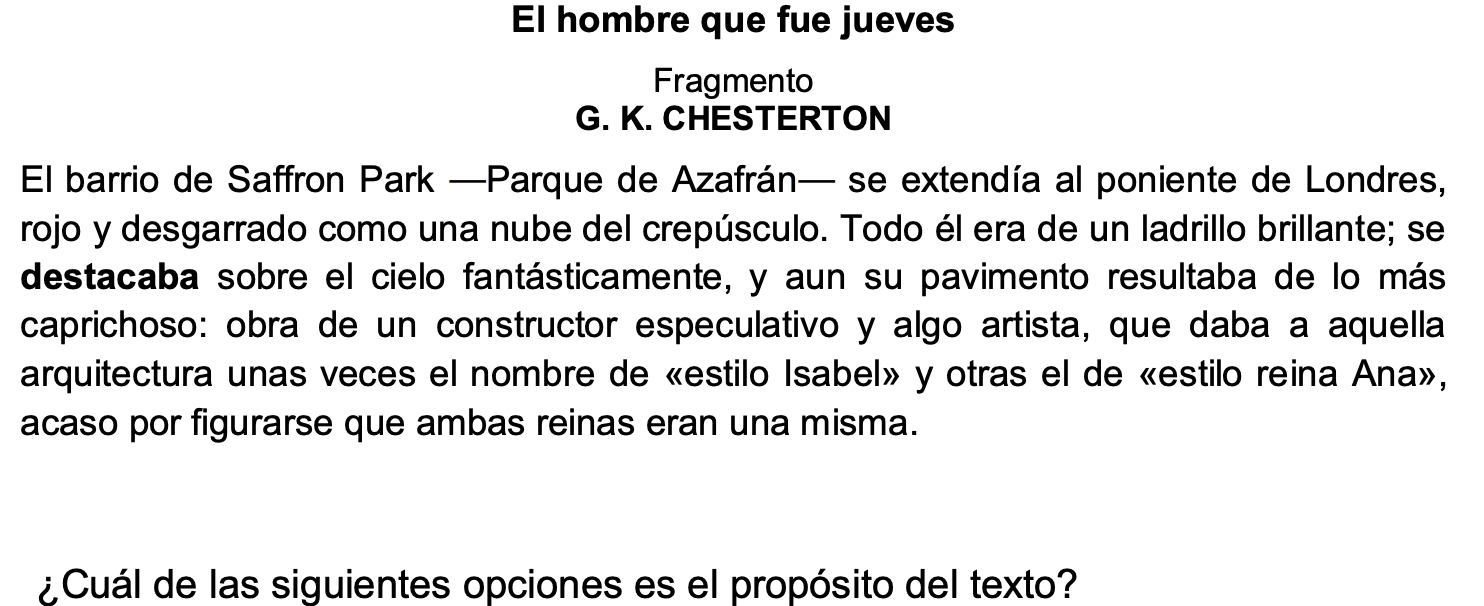 El hombre que fue jueves
Fragmento
G. K. CHESTERTON
El barrio de Saffron Park —Parque de Azafrán— se extendía al poniente de Londres,
rojo y desgarrado como una nube del crepúsculo. Todo él era de un ladrillo brillante; se
destacaba sobre el cielo fantásticamente, y aun su pavimento resultaba de lo más
caprichoso: obra de un constructor especulativo y algo artista, que daba a aquella
arquitectura unas veces el nombre de «estilo Isabel» y otras el de «estilo reina Ana»,
acaso por figurarse que ambas reinas eran una misma.
¿Cuál de las siguientes opciones es el propósito del texto?